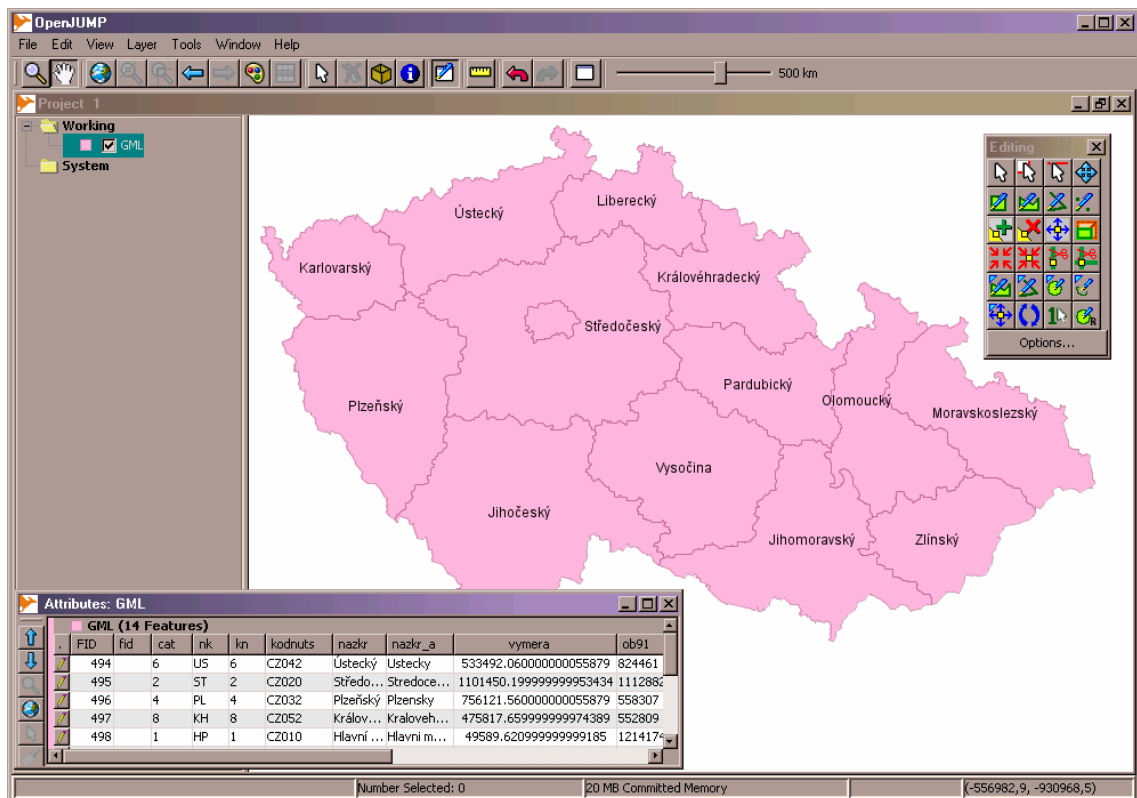 OpenJUMP
File Edit View Layer Tools Window Help
500 km
Project 1
Working
GML
System
Editing
Options...
Liberecký
Ústecký
Karlovarský
Královéhradecký
Středočeský
Pardubický
Olomoucký
Plzeňský
Moravskoslezský
Vysočina
Jihočeský
Jihomoravský
Zlínský
Attributes: GML
GML (14 Features)
. FID fid cat nk kn kodnuts nazkr nazkr_a vymera ob91
494 6 US 6 CZ042 Ústecký Ustecky 533492.060000000055879 824461
495 2 ST 2 CZ020 Středo... Stredoce... 1101450.199999999953434 1112882
496 4 PL 4 CZ032 Plzeňský Plzensky 756121.560000000055879 558307
497 8 KH 8 CZ052 Králov... Kraloveh... 475817.659999999974389 552809
498 1 HP 1 CZ010 Hlavní ... Hlavni m... 49589.620999999999185 1214174
Number Selected: 0
20 MB Committed Memory
(-556982,9, -930968,5)